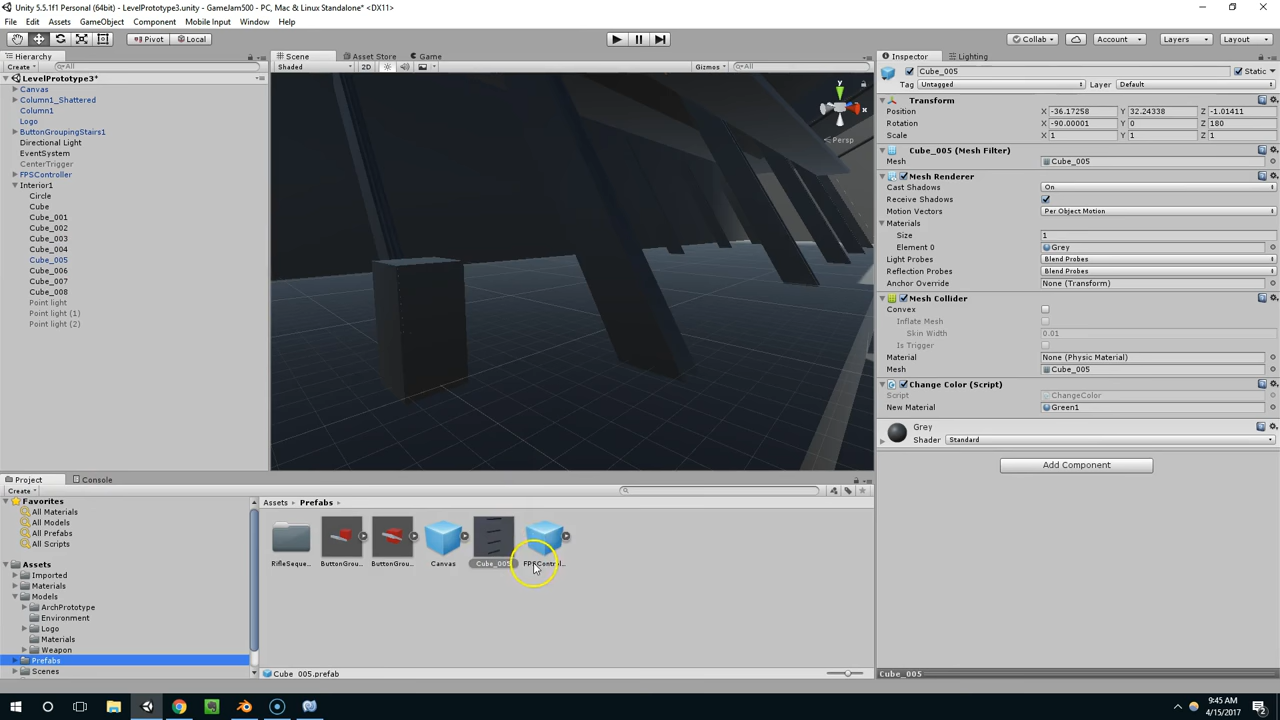 Unity 5.5.1f1 Personal (64bit) - LevelPrototype3.unity - GameJam500 - PC, Mac & Linux Standalone* <DX11>
File Edit Assets GameObject Component Mobile Input Window Help
Pivot Local Collab Account Layers Layout
Hierarchy
Create All
LevelPrototype3*
Canvas
Column1_Shattered
Column1
Logo
ButtonGroupingStairs1
Directional Light
EventSystem
CenterTrigger
FPSController
Interior1
Circle
Cube
Cube_001
Cube_002
Cube_003
Cube_004
Cube_005
Cube_006
Cube_007
Cube_008
Point light
Point light (1)
Point light (2)
Scene Asset Store Game
Shaded 2D Gizmos All
y
x
Persp
Inspector Lighting
Cube_005 Static
Tag Untagged Layer Default
Transform
Position X -36.17258 Y 32.24338 Z -1.01411
Rotation X -90.00001 Y 0 Z 180
Scale X 1 Y 1 Z 1
Cube_005 (Mesh Filter)
Mesh Cube_005
Mesh Renderer
Cast Shadows On
Receive Shadows
Motion Vectors Per Object Motion
Materials
Size 1
Element 0 Grey
Light Probes Blend Probes
Reflection Probes Blend Probes
Anchor Override None (Transform)
Mesh Collider
Convex
Inflate Mesh
Skin Width 0.01
Is Trigger
Material None (Physic Material)
Mesh Cube_005
Change Color (Script)
Script ChangeColor
New Material Green1
Grey
Shader Standard
Add Component
Cube_005
Project Console
Create
Favorites
All Materials
All Models
All Prefabs
All Scripts
Assets
Imported
Materials
Models
ArchPrototype
Environment
Logo
Materials
Weapon
Prefabs
Scenes
Assets Prefabs
RifleSeque... ButtonGrou... ButtonGrou... Canvas Cube_005 FPSControl...
Cube_005.prefab
9:45 AM
4/15/2017
2